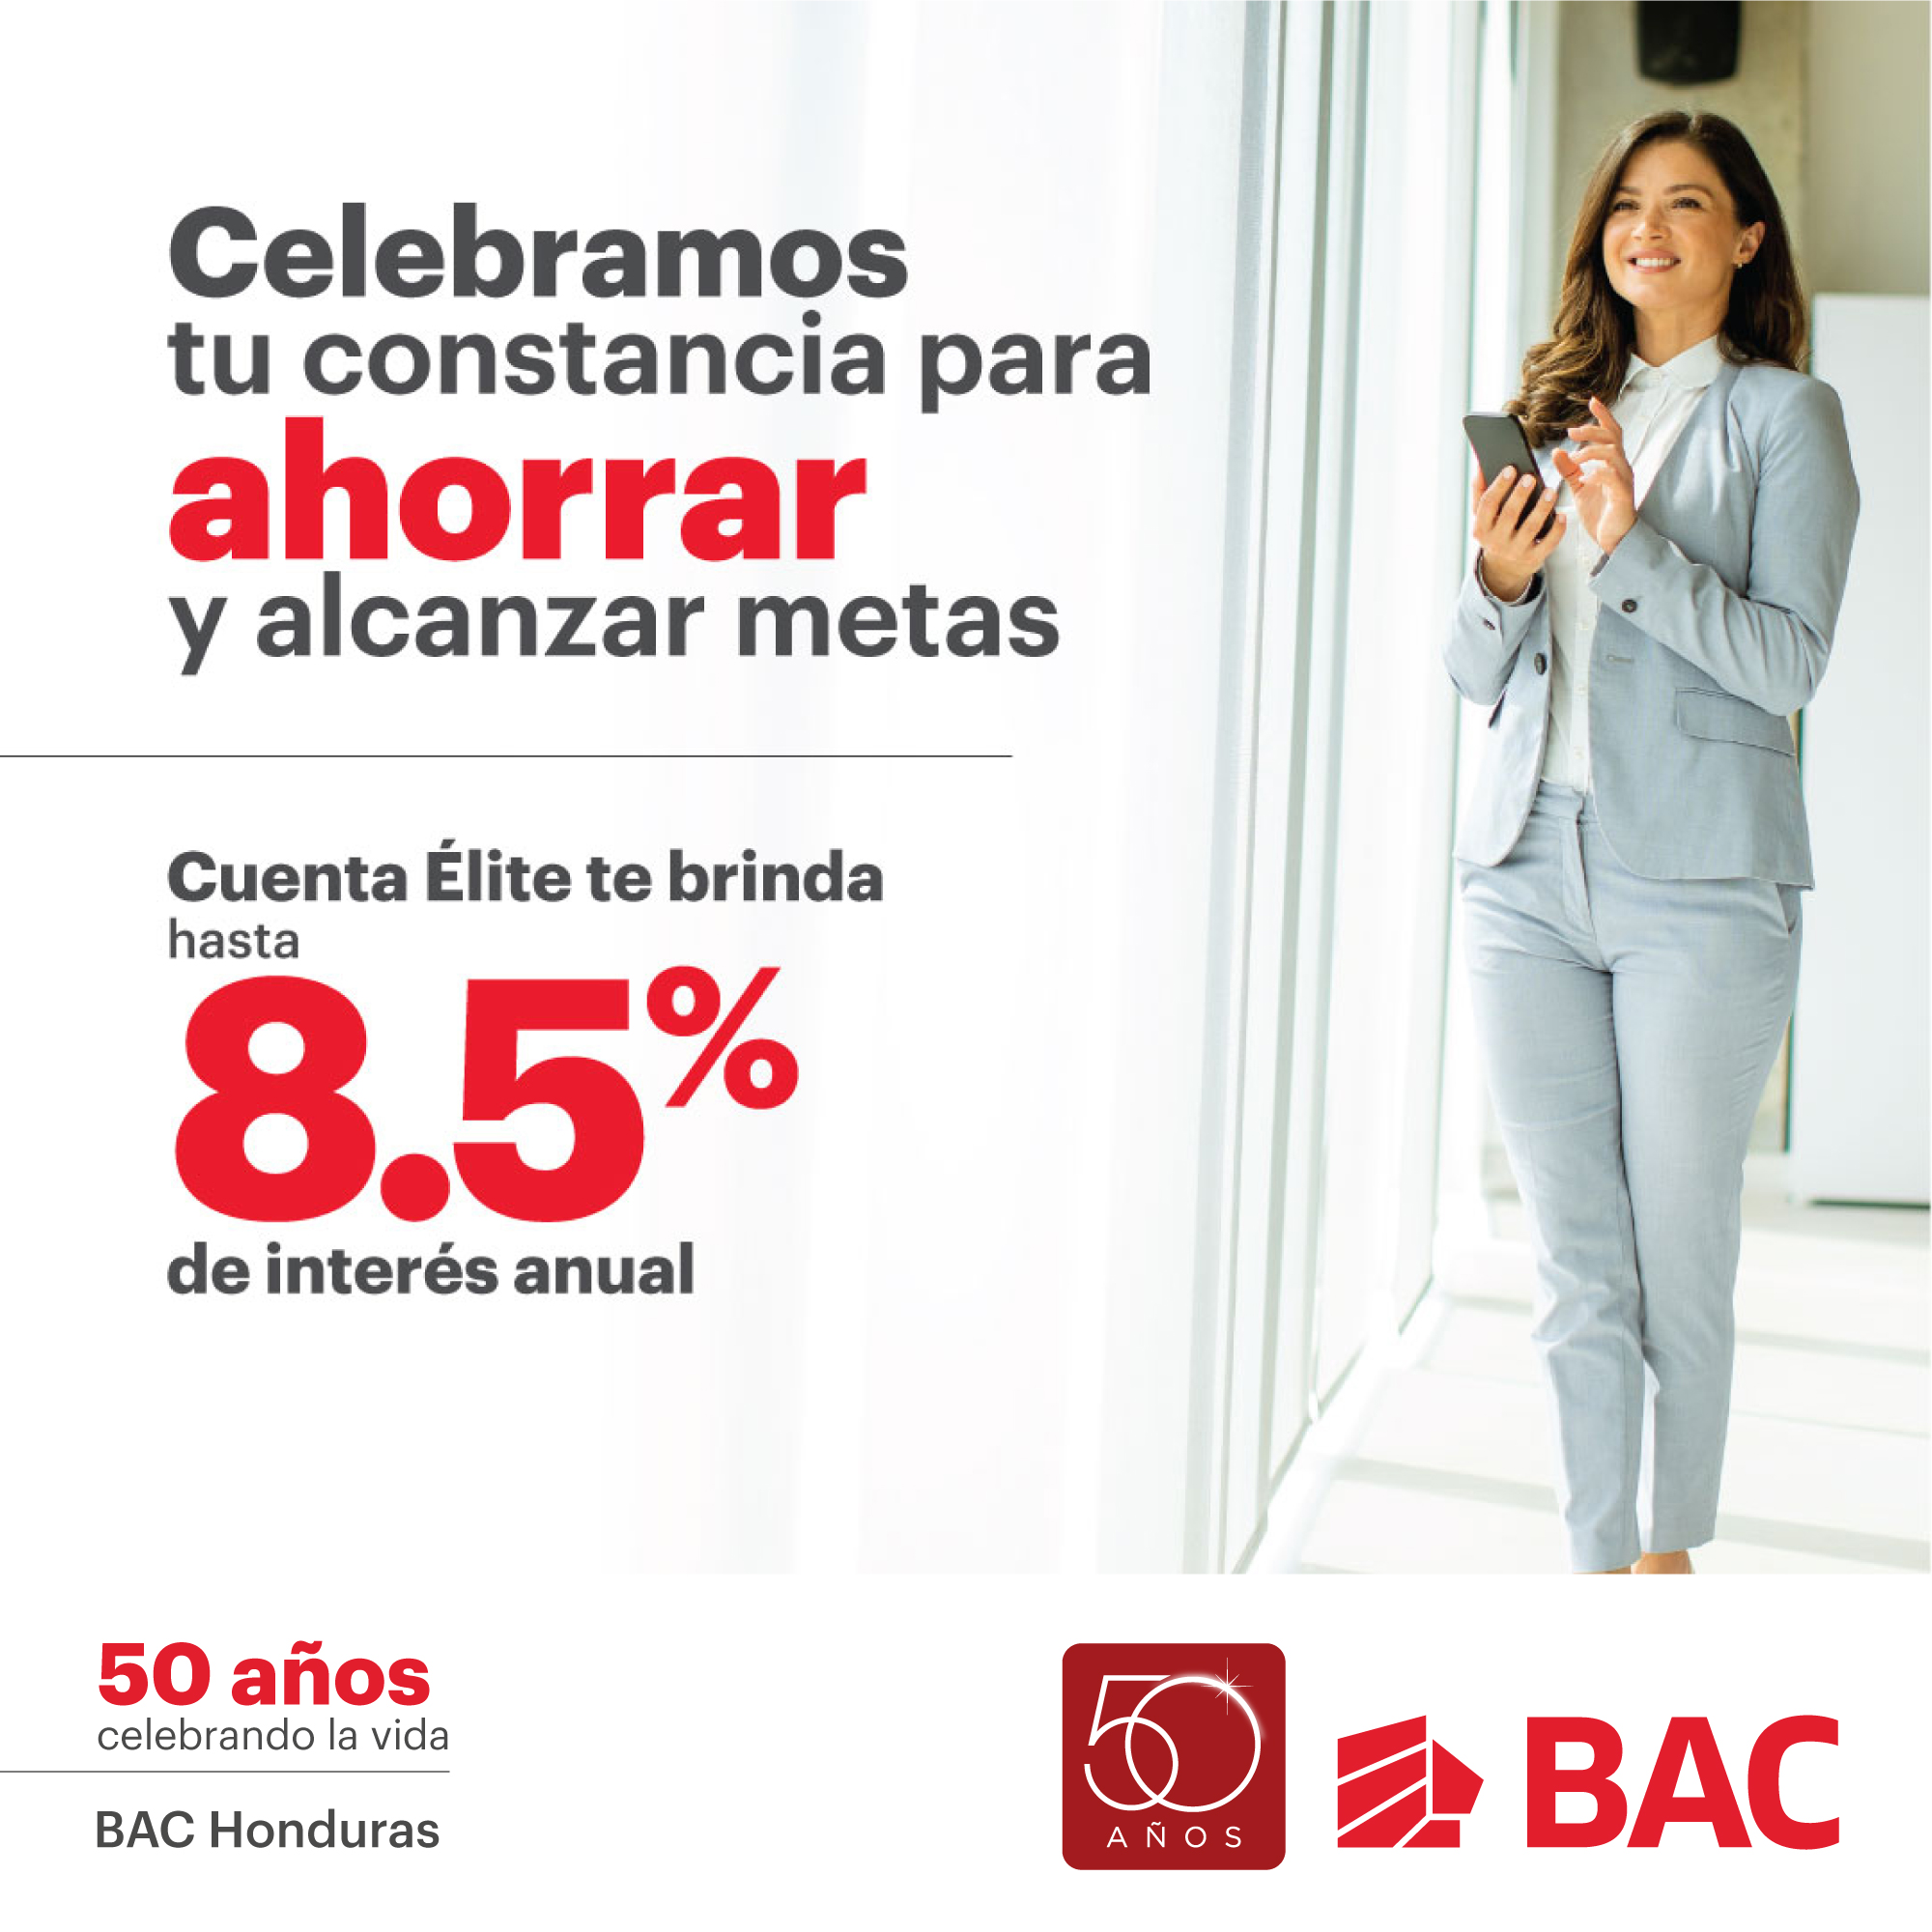 Celebramos
tu constancia para
ahorrar
y alcanzar metas
Cuenta Élite te brinda
hasta
8.5%
de interés anual
50 años
celebrando la vida
BAC Honduras
50
AÑOS
BAC